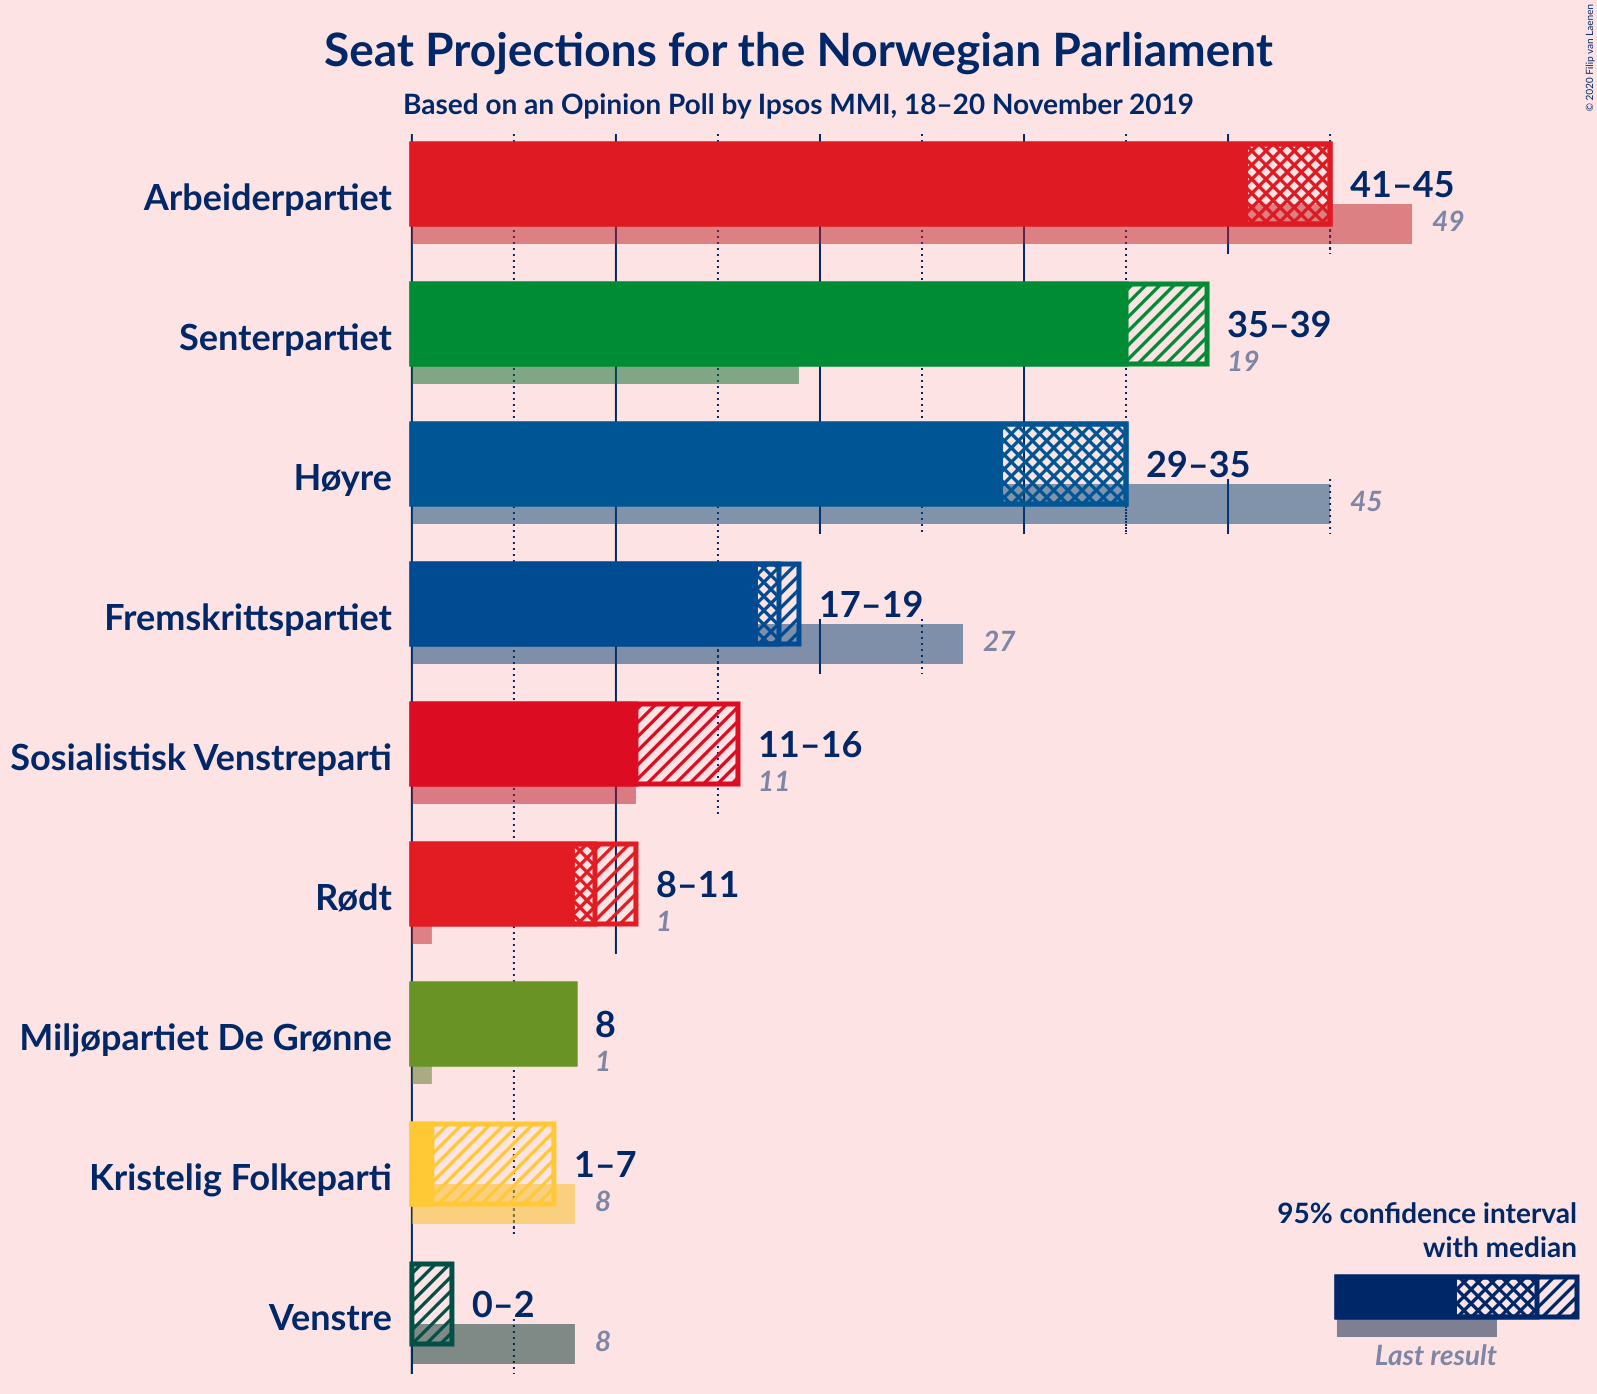 Seat Projections for the Norwegian Parliament
Based on an Opinion Poll by Ipsos MMI, 18–20 November 2019
© 2020 Filip van Laenen
Arbeiderpartiet
41–45
49
Senterpartiet
35–39
19
Høyre
29–35
45
Fremskrittspartiet
17–19
27
Sosialistisk Venstreparti
11–16
11
Rødt
8–11
1
Miljøpartiet De Grønne
8
1
Kristelig Folkeparti
1–7
8
Venstre
0–2
8
95% confidence interval
with median
Last result